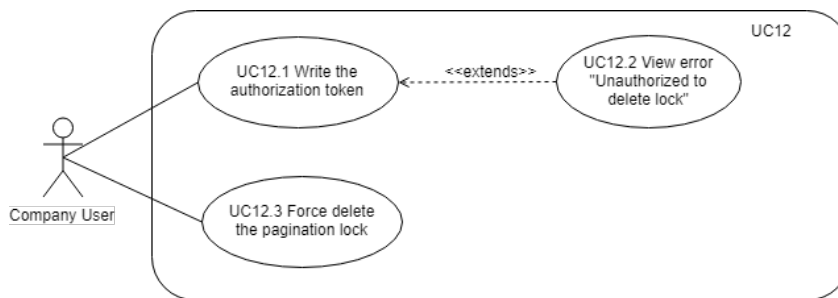 UC12
UC12.1 Write the
authorization token
<<extends>>
UC12.2 View error
"Unauthorized to
delete lock"
Company User
UC12.3 Force delete
the pagination lock